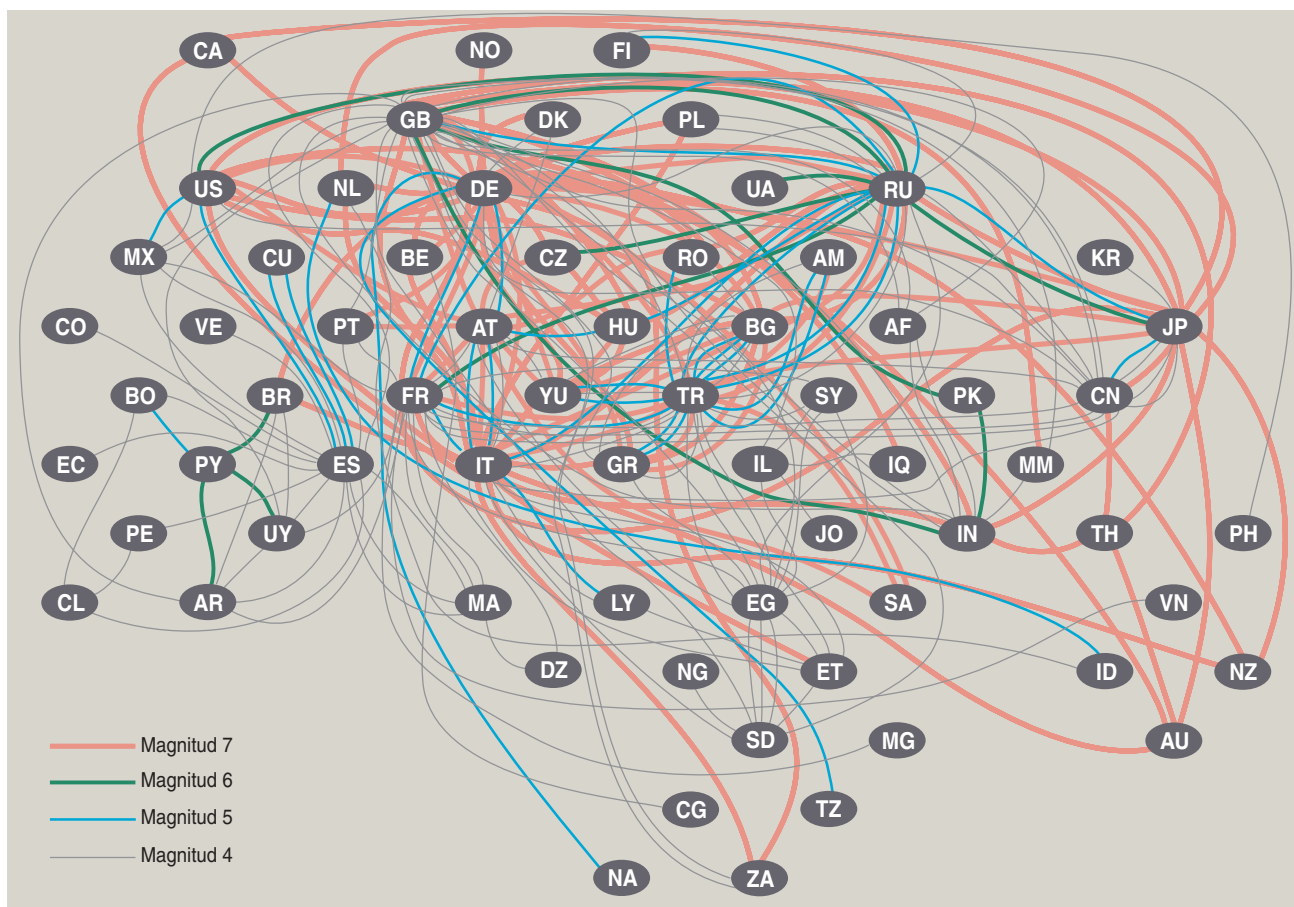 CA NO FI
GB DK PL
US NL DE UA RU
MX CU BE CZ RO AM KR
CO VE PT AT HU BG AF JP
BO BR FR YU TR SY PK CN
EC PY ES IT GR IL IQ MM
PE UY JO IN TH PH
CL AR MA LY EG SA VN
DZ NG ET ID NZ
Magnitud 7
SD MG AU
Magnitud 6
Magnitud 5
CG TZ
Magnitud 4
NA ZA